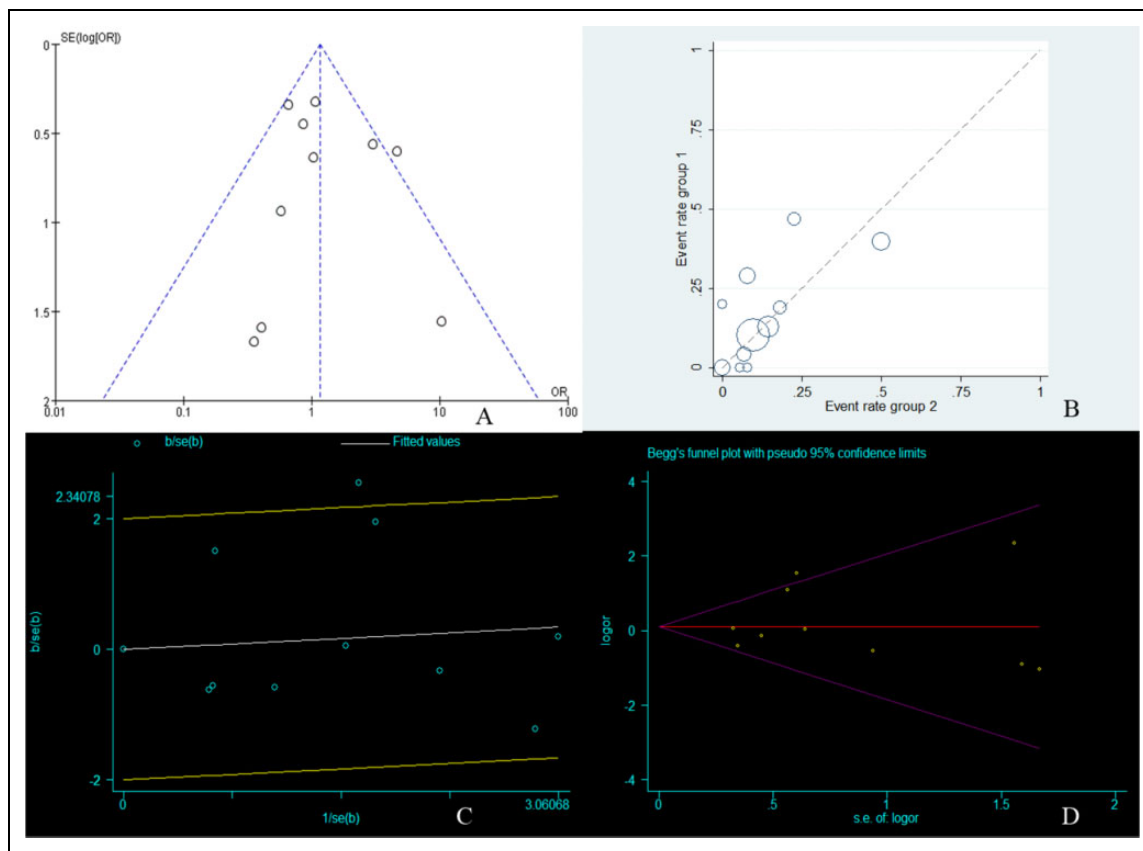 SE(log[OR])
0
0.5
1
1.5
2
0.01
0.1
1
10
100
OR
A
Event rate group 1
1
.75
.5
.25
0
0
.25
.5
.75
1
Event rate group 2
B
b/se(b)
Fitted values
2.34078
2
0
-2
b/se(b)
0
3.06068
1/se(b)
C
Begg's funnel plot with pseudo 95% confidence limits
4
2
0
-2
-4
logor
0
.5
1
1.5
2
s.e. of: logor
D